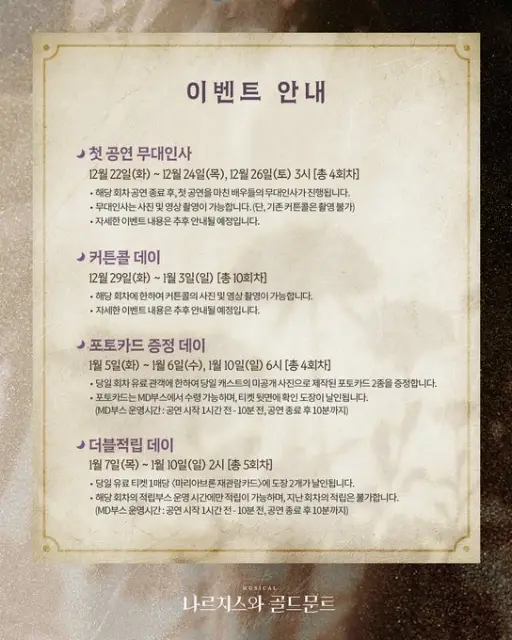 이벤트 안내
첫 공연 무대인사
12월 22일(화) ~ 12월 24일(목), 12월 26일(토) 3시 [총 4회차]
• 해당 회차 공연 종료 후, 첫 공연을 마친 배우들의 무대인사가 진행됩니다.
• 무대인사는 사진 및 영상 촬영이 가능합니다. (단, 기존 커튼콜은 촬영 불가)
• 자세한 이벤트 내용은 추후 안내될 예정입니다.
커튼콜 데이
12월 29일(화) ~ 1월 3일(일) [총 10회차]
• 해당 회차에 한하여 커튼콜의 사진 및 영상 촬영이 가능합니다.
• 자세한 이벤트 내용은 추후 안내될 예정입니다.
포토카드 증정 데이
1월 5일(화) ~ 1월 6일(수), 1월 10일(일) 6시 [총 4회차]
• 당일 회차 유료 관객에 한하여 당일 캐스트의 미공개 사진으로 제작된 포토카드 2종을 증정합니다.
• 포토카드는 MD부스에서 수령 가능하며, 티켓 뒷면에 확인 도장이 날인됩니다.
(MD부스 운영시간 : 공연 시작 1시간 전 - 10분 전, 공연 종료 후 10분까지)
더블적립 데이
1월 7일(목) ~ 1월 10일(일) 2시 [총 5회차]
• 당일 유료 티켓 1매당 〈마리아브론 재관람카드〉에 도장 2개가 날인됩니다.
• 해당 회차의 적립부스 운영 시간에만 적립이 가능하며, 지난 회차의 적립은 불가합니다.
(MD부스 운영시간 : 공연 시작 1시간 전 - 10분 전, 공연 종료 후 10분까지)
MUSICAL
나르치스와 골드문트